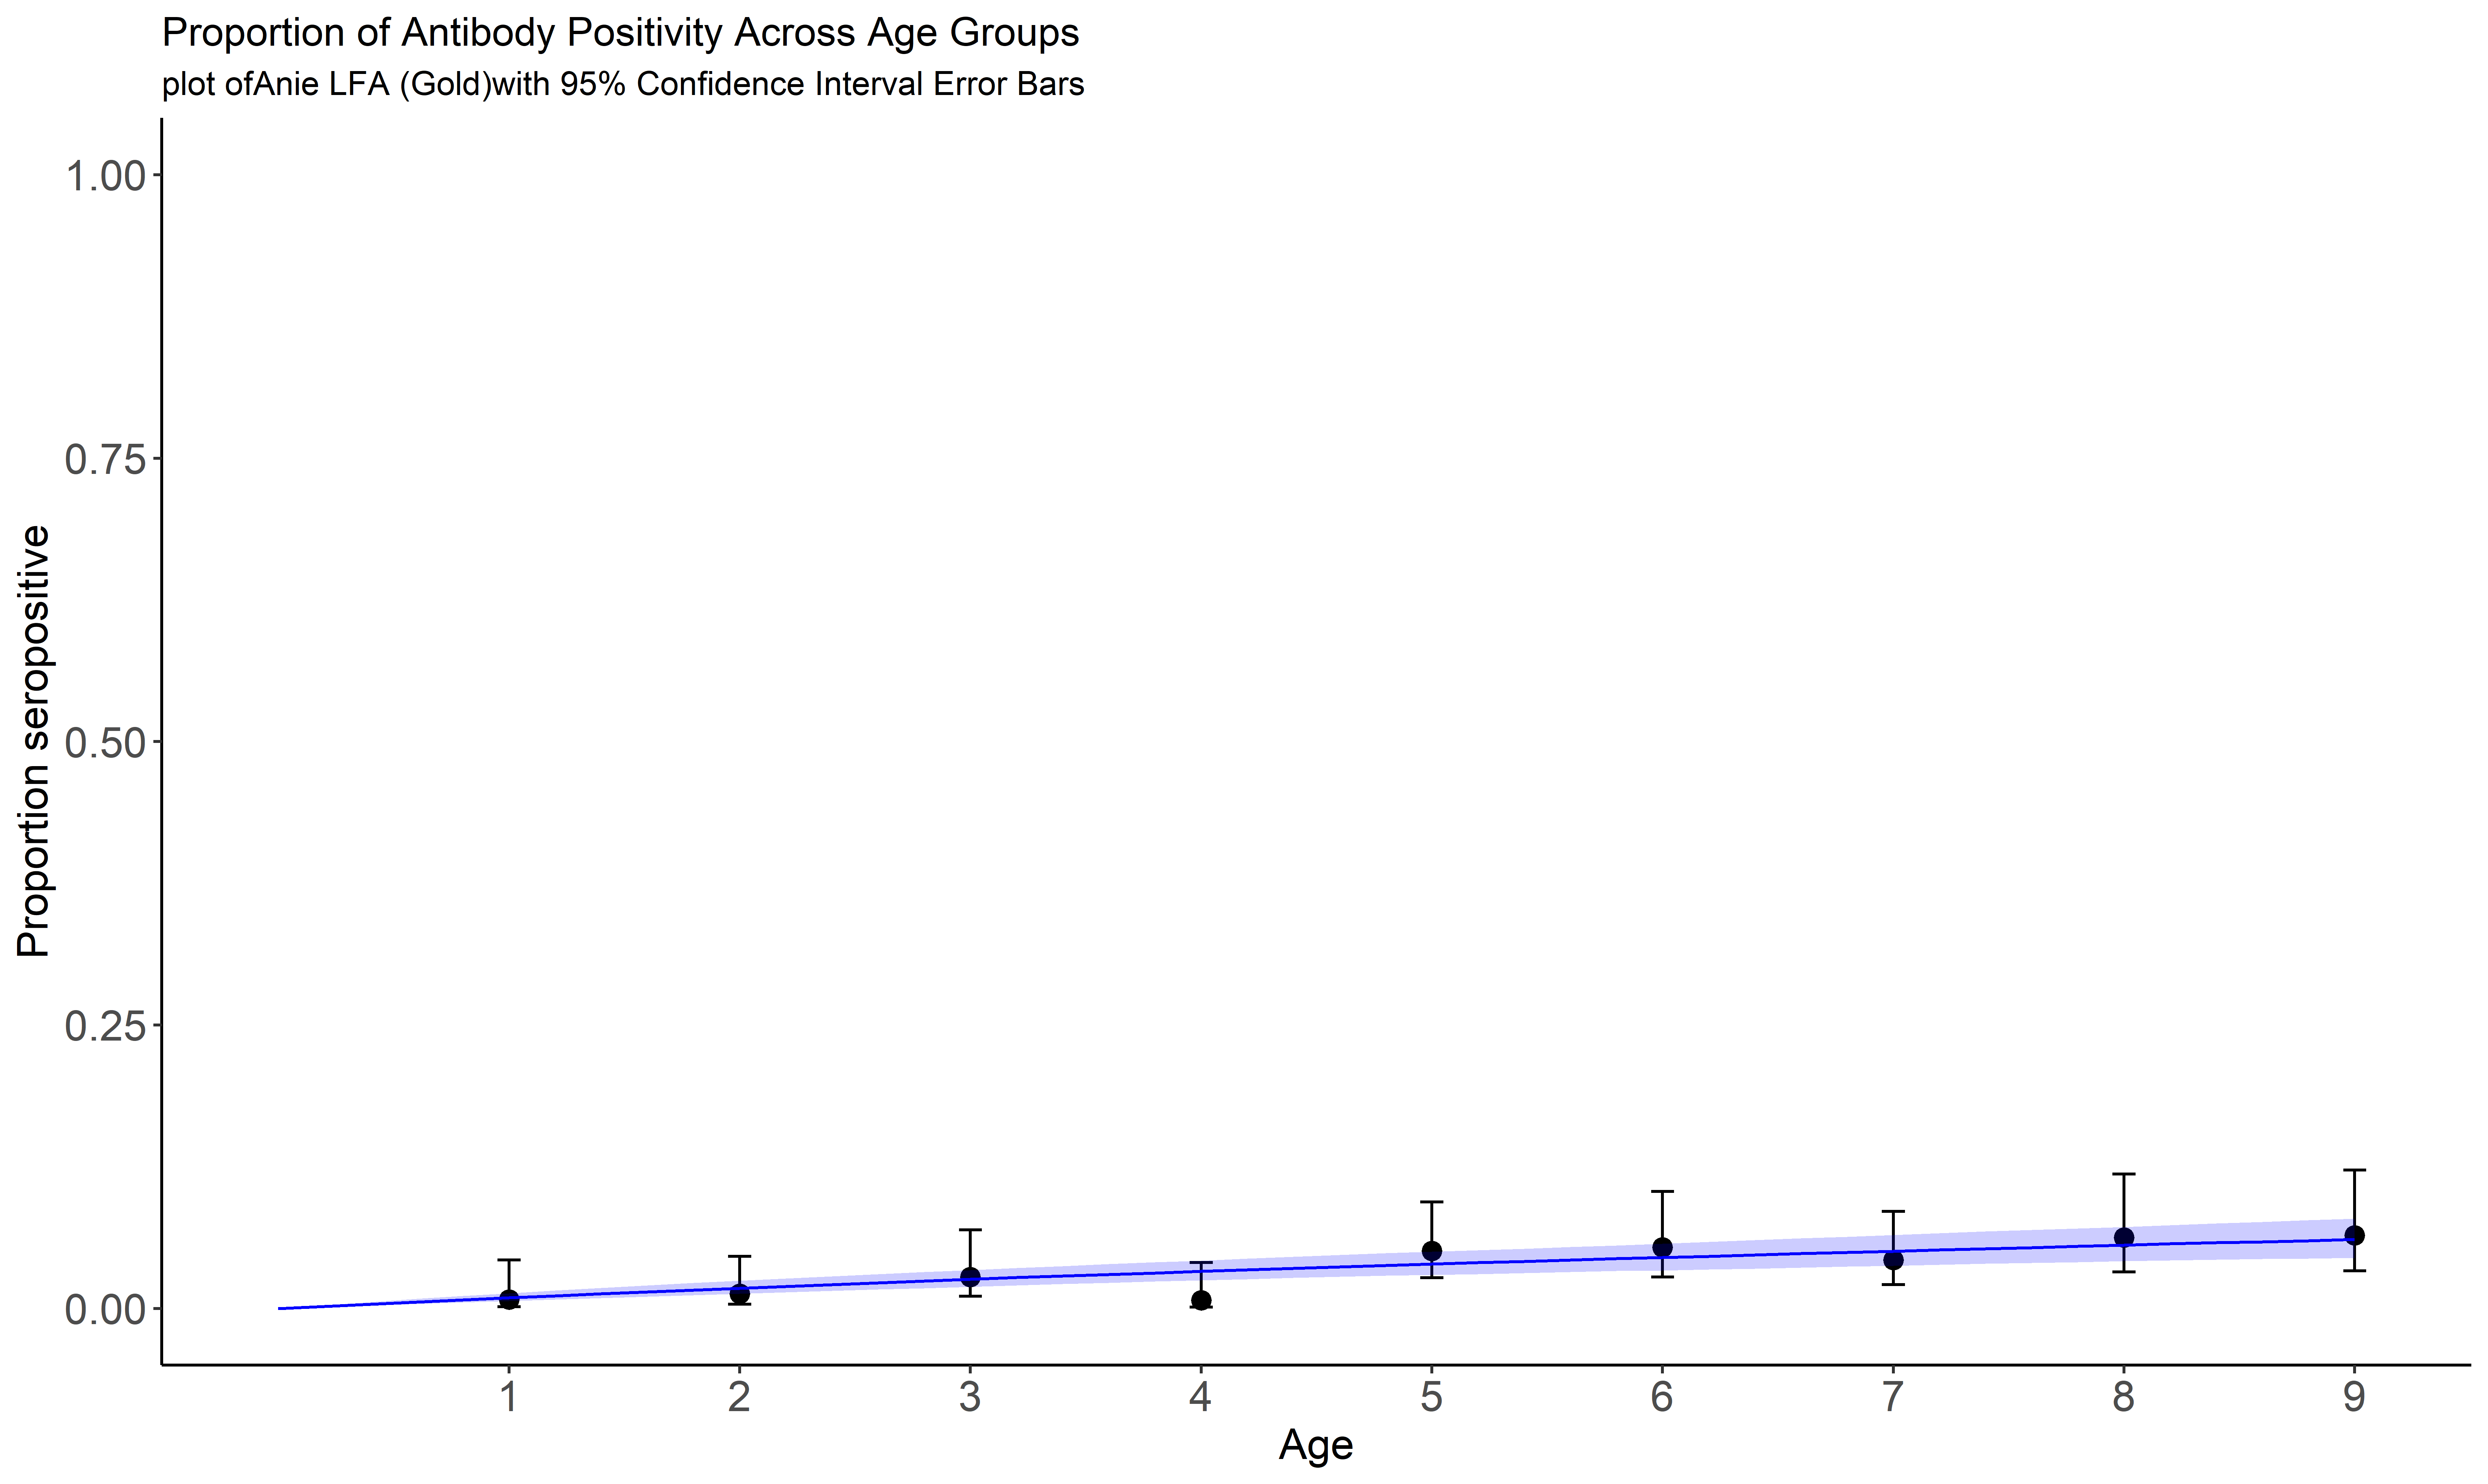 Proportion of Antibody Positivity Across Age Groups
plot ofAnie LFA (Gold)with 95% Confidence Interval Error Bars
Proportion seropositive
1.00
0.75
0.50
0.25
0.00
1 2 3 4 5 6 7 8 9
Age